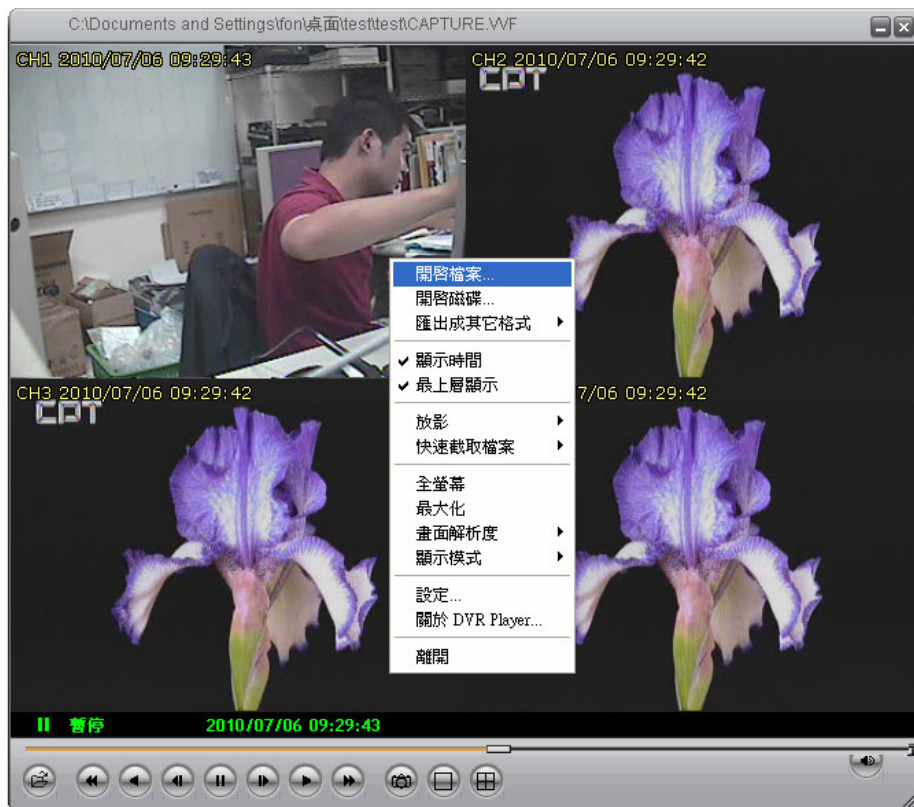 C:\Documents and Settings\fon\桌面\test\test\CAPTURE.VVF
CH1 2010/07/06 09:29:43
CH2 2010/07/06 09:29:42
CPT
CH3 2010/07/06 09:29:42
7/06 09:29:42
CPT
開啓檔案...
開啓磁碟...
匯出成其它格式
顯示時間
最上層顯示
放影
快速截取檔案
全螢幕
最大化
畫面解析度
顯示模式
設定...
關於 DVR Player...
離開
暫停 2010/07/06 09:29:43